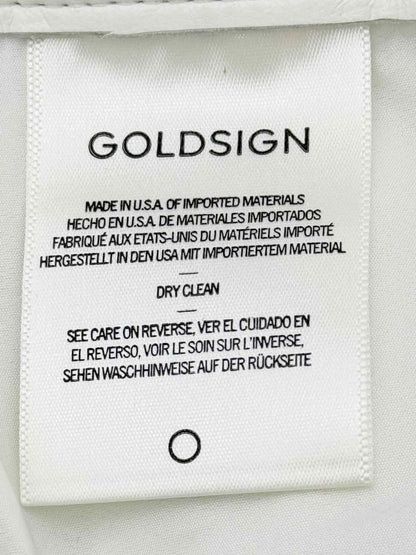 GOLDSIGN
MADE IN U.S.A. OF IMPORTED MATERIALS
HECHO EN U.S.A. DE MATERIALES IMPORTADOS
FABRIQUÉ AUX ETATS-UNIS DU MATÉRIELS IMPORTÉ
HERGESTELLT IN DEN USA MIT IMPORTIERTEM MATERIAL
DRY CLEAN
SEE CARE ON REVERSE, VER EL CUIDADO EN
EL REVERSO, VOIR LE SOIN SUR L'INVERSE,
SEHEN WASCHHINWEISE AUF DER RÜCKSEITE